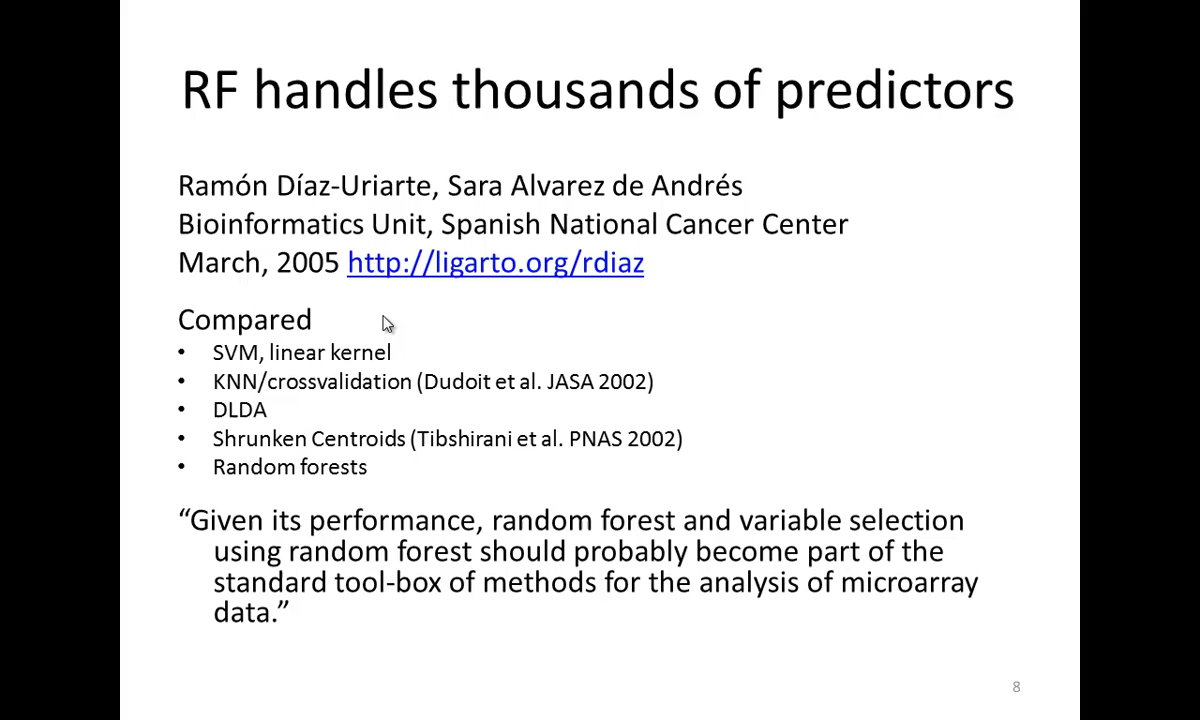 RF handles thousands of predictors
Ramón Díaz-Uriarte, Sara Alvarez de Andrés
Bioinformatics Unit, Spanish National Cancer Center
March, 2005 http://ligarto.org/rdiaz
Compared
• SVM, linear kernel
• KNN/crossvalidation (Dudoit et al. JASA 2002)
• DLDA
• Shrunken Centroids (Tibshirani et al. PNAS 2002)
• Random forests
“Given its performance, random forest and variable selection
using random forest should probably become part of the
standard tool-box of methods for the analysis of microarray
data.”
8